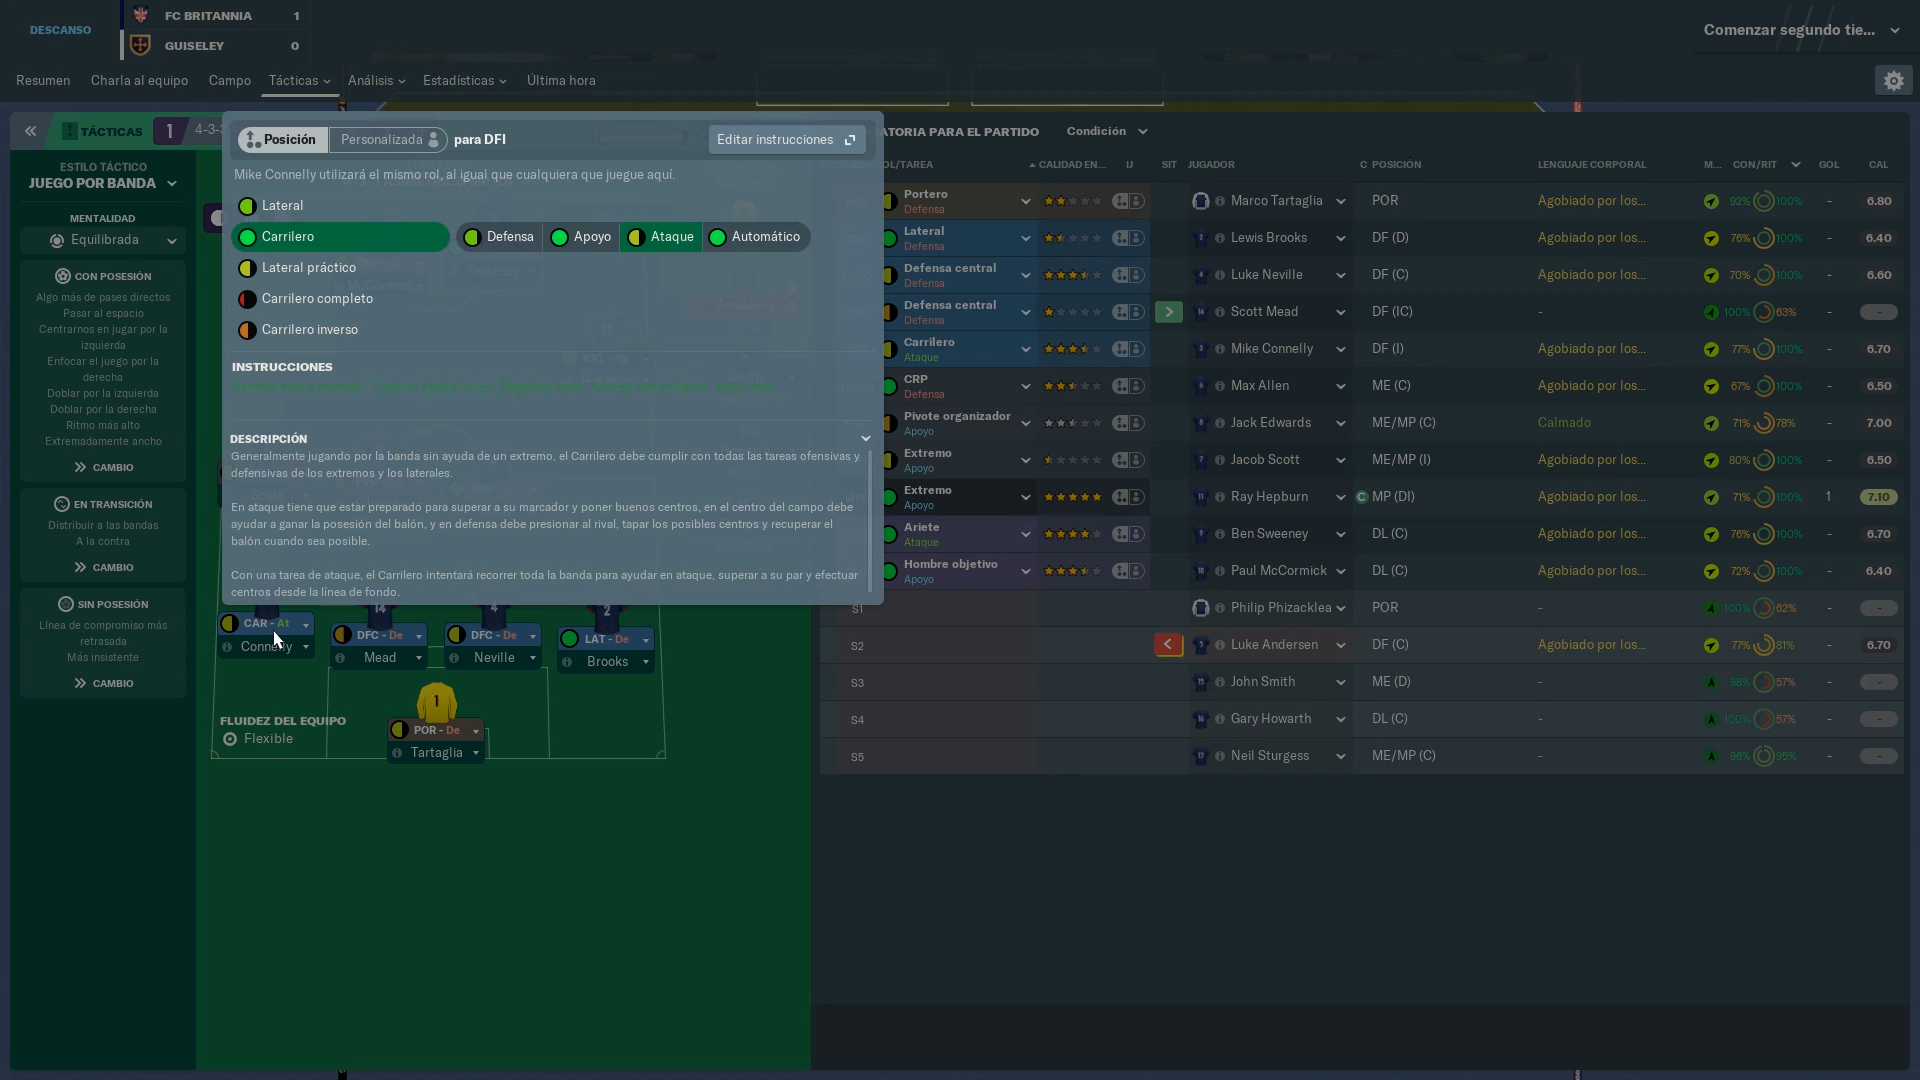 DESCANSO
FC BRITANNIA 1
GUISELEY 0
Comenzar segundo tie...
Resumen
Charla al equipo
Campo
Tácticas
Análisis
Estadísticas
Última hora
TÁCTICAS
1
4-3-3
ESTILO TÁCTICO
JUEGO POR BANDA
MENTALIDAD
Equilibrada
CON POSESIÓN
Algo más de pases directos
Pasar al espacio
Centrarnos en jugar por la
izquierda
Enfocar el juego por la
derecha
Doblar por la izquierda
Doblar por la derecha
Ritmo más alto
Extremadamente ancho
CAMBIO
EN TRANSICIÓN
Distribuir a las bandas
A la contra
CAMBIO
SIN POSESIÓN
Línea de compromiso más
retrasada
Más insistente
CAMBIO
Posición
Personalizada
para DFI
Editar instrucciones
Mike Connelly utilizará el mismo rol, al igual que cualquiera que juegue aquí.
Lateral
Carrilero
Defensa
Apoyo
Ataque
Automático
Lateral práctico
Carrilero completo
Carrilero inverso
INSTRUCCIONES
DESCRIPCIÓN
Generalmente jugando por la banda sin ayuda de un extremo, el Carrilero debe cumplir con todas las tareas ofensivas y
defensivas de los extremos y los laterales.
En ataque tiene que estar preparado para superar a su marcador y poner buenos centros, en el centro del campo debe
ayudar a ganar la posesión del balón, y en defensa debe presionar al rival, tapar los posibles centros y recuperar el
balón cuando sea posible.
Con una tarea de ataque, el Carrilero intentará recorrer toda la banda para ayudar en ataque, superar a su par y efectuar
centros desde la línea de fondo.
14 4 2
CAR - At
Connelly
DFC - De
Mead
DFC - De
Neville
LAT - De
Brooks
1
POR - De
Tartaglia
FLUIDEZ DEL EQUIPO
Flexible
ATORIA PARA EL PARTIDO
Condición
OL/TAREA CALIDAD EN... IJ SIT JUGADOR C POSICIÓN LENGUAJE CORPORAL M... CON/RIT GOL CAL
Portero Defensa Marco Tartaglia POR Agobiado por los... 92% 100% - 6.80
Lateral Defensa Lewis Brooks DF (D) Agobiado por los... 76% 100% - 6.40
Defensa central Defensa Luke Neville DF (C) Agobiado por los... 70% 100% - 6.60
Defensa central Defensa Scott Mead DF (IC) - 100% 63% - -
Carrilero Ataque Mike Connelly DF (I) Agobiado por los... 77% 100% - 6.70
CRP Defensa Max Allen ME (C) Agobiado por los... 67% 100% - 6.50
Pivote organizador Apoyo Jack Edwards ME/MP (C) Calmado 71% 78% - 7.00
Extremo Apoyo Jacob Scott ME/MP (I) Agobiado por los... 80% 100% - 6.50
Extremo Apoyo Ray Hepburn C MP (DI) Agobiado por los... 71% 100% 1 7.10
Ariete Ataque Ben Sweeney DL (C) Agobiado por los... 76% 100% - 6.70
Hombre objetivo Apoyo Paul McCormick DL (C) Agobiado por los... 72% 100% - 6.40
S1 Philip Phizacklea POR - 100% 62% - -
S2 Luke Andersen DF (C) Agobiado por los... 77% 81% - 6.70
S3 John Smith ME (D) - 98% 57% - -
S4 Gary Howarth DL (C) - 100% 57% - -
S5 Neil Sturgess ME/MP (C) - 96% 95% - -